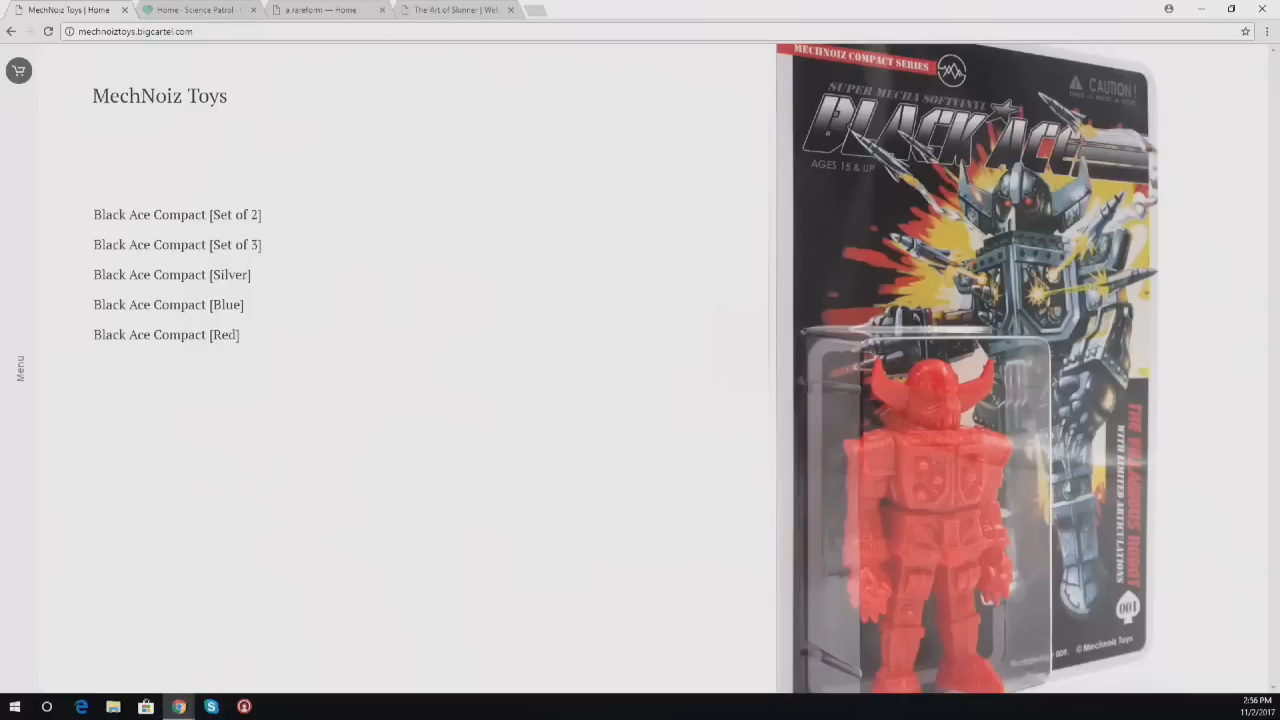 MechNoiz Toys | Home
Home - Science Patrol - C
a rareform — Home
The Art of Skinner | Wel
mechnoiztoys.bigcartel.com
MechNoiz Toys
Black Ace Compact [Set of 2]
Black Ace Compact [Set of 3]
Black Ace Compact [Silver]
Black Ace Compact [Blue]
Black Ace Compact [Red]
Menu
MECHNOIZ COMPACT SERIES
CAUTION!
SUPER MECHA SOFTVINYL
BLACK ACE
AGES 15 & UP
THE VILLAINOUS ROBOT
WITH LIMITED ARTICULATIONS
001
009. © Mechnoiz Toys
2:56 PM
11/2/2017